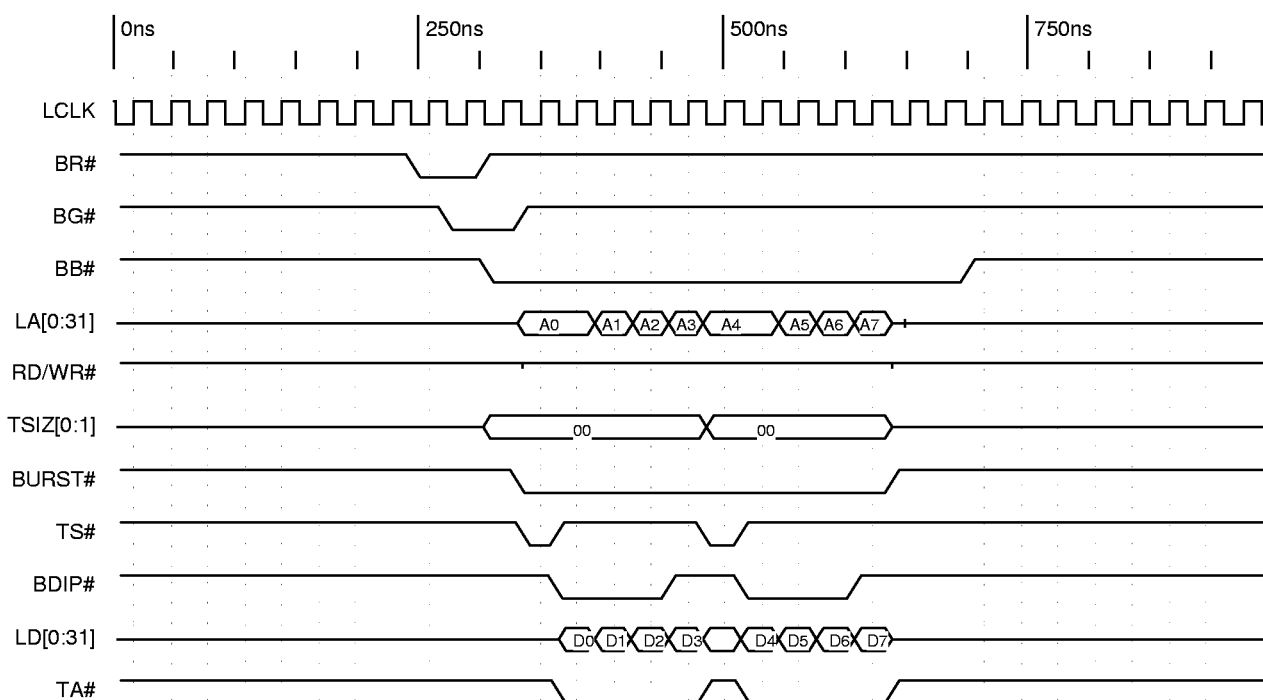 0ns 250ns 500ns 750ns
LCLK
BR#
BG#
BB#
LA[0:31] A0 A1 A2 A3 A4 A5 A6 A7
RD/WR#
TSIZ[0:1] 00 00
BURST#
TS#
BDIP#
LD[0:31] D0 D1 D2 D3 D4 D5 D6 D7
TA#